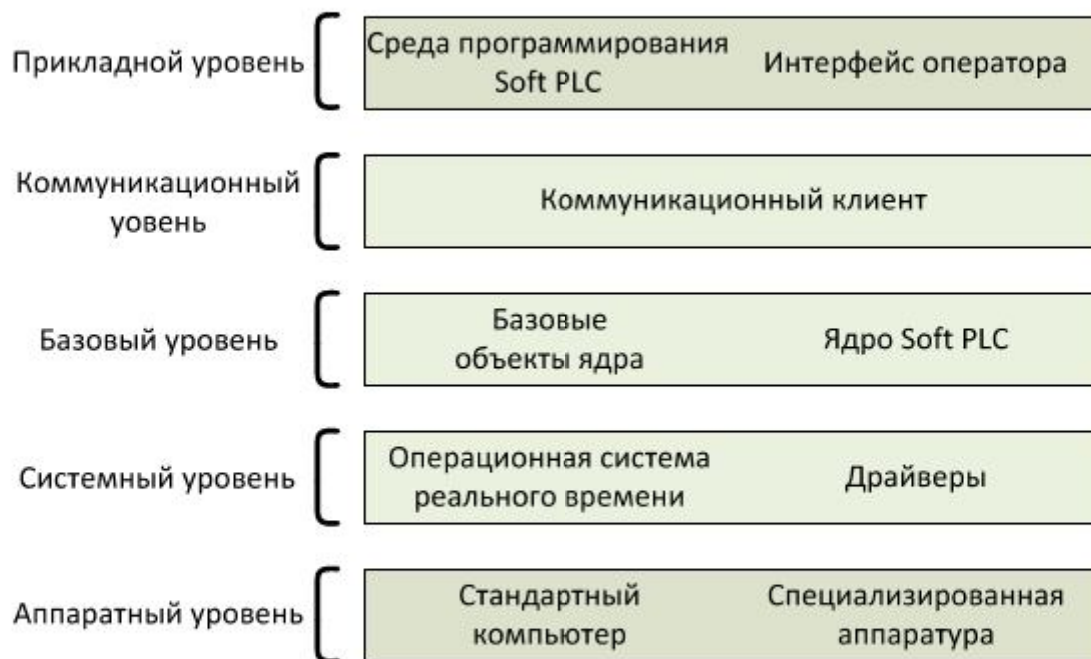 Прикладной уровень
Среда программирования
Soft PLC
Интерфейс оператора
Коммуникационный
уовень
Коммуникационный клиент
Базовый уровень
Базовые
объекты ядра
Ядро Soft PLC
Системный уровень
Операционная система
реального времени
Драйверы
Аппаратный уровень
Стандартный
компьютер
Специализированная
аппаратура